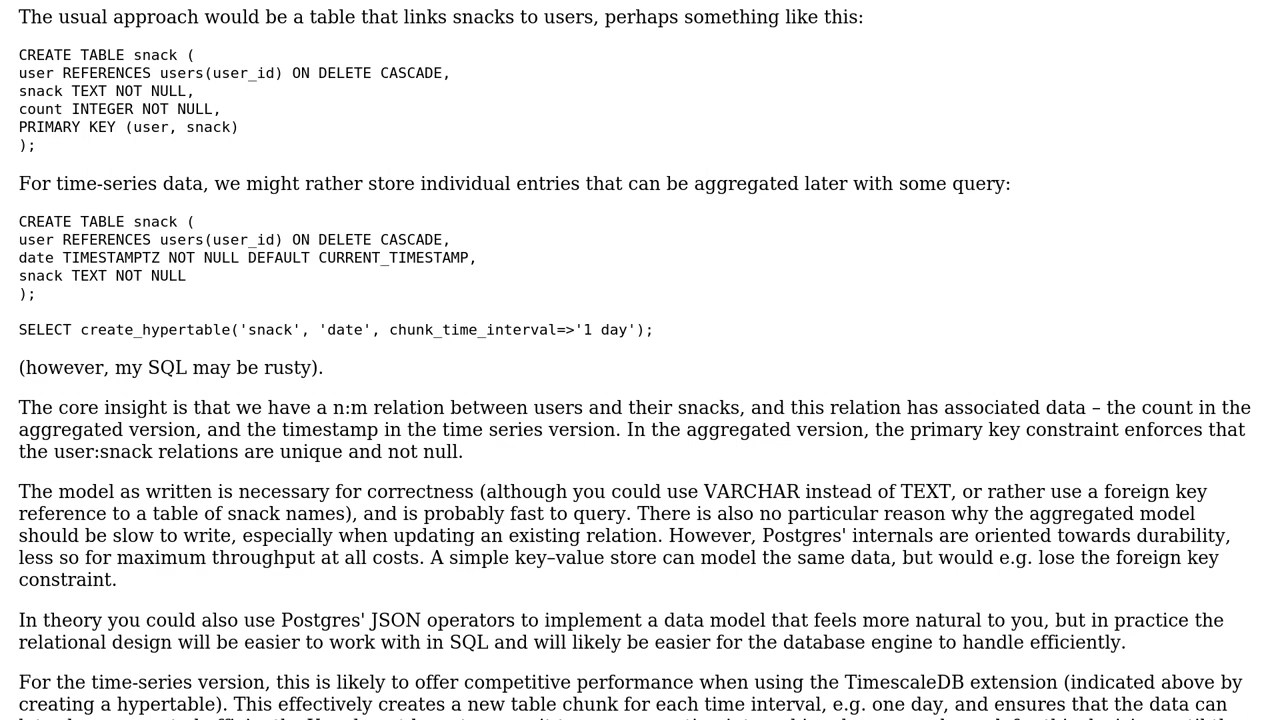 The usual approach would be a table that links snacks to users, perhaps something like this:
CREATE TABLE snack (
user REFERENCES users(user_id) ON DELETE CASCADE,
snack TEXT NOT NULL,
count INTEGER NOT NULL,
PRIMARY KEY (user, snack)
);
For time-series data, we might rather store individual entries that can be aggregated later with some query:
CREATE TABLE snack (
user REFERENCES users(user_id) ON DELETE CASCADE,
date TIMESTAMPTZ NOT NULL DEFAULT CURRENT_TIMESTAMP,
snack TEXT NOT NULL
);
SELECT create_hypertable('snack', 'date', chunk_time_interval=>'1 day');
(however, my SQL may be rusty).
The core insight is that we have a n:m relation between users and their snacks, and this relation has associated data – the count in the
aggregated version, and the timestamp in the time series version. In the aggregated version, the primary key constraint enforces that
the user:snack relations are unique and not null.
The model as written is necessary for correctness (although you could use VARCHAR instead of TEXT, or rather use a foreign key
reference to a table of snack names), and is probably fast to query. There is also no particular reason why the aggregated model
should be slow to write, especially when updating an existing relation. However, Postgres' internals are oriented towards durability,
less so for maximum throughput at all costs. A simple key–value store can model the same data, but would e.g. lose the foreign key
constraint.
In theory you could also use Postgres' JSON operators to implement a data model that feels more natural to you, but in practice the
relational design will be easier to work with in SQL and will likely be easier for the database engine to handle efficiently.
For the time-series version, this is likely to offer competitive performance when using the TimescaleDB extension (indicated above by
creating a hypertable). This effectively creates a new table chunk for each time interval, e.g. one day, and ensures that the data can